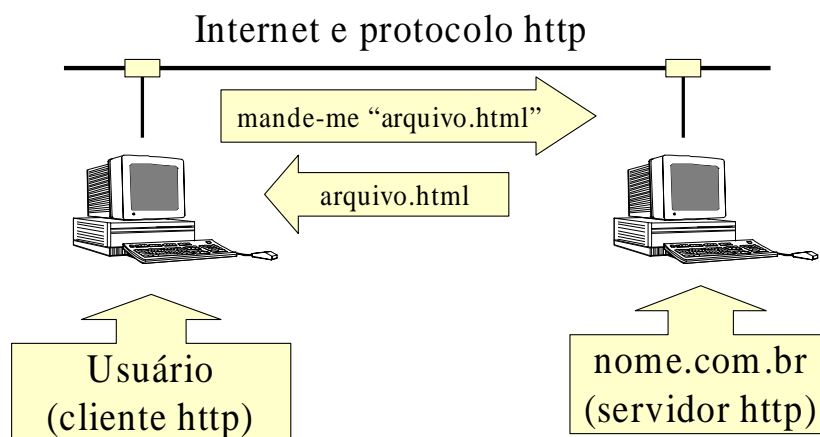 Internet e protocolo http
mande-me “arquivo.html”
arquivo.html
Usuário
(cliente http)
nome.com.br
(servidor http)